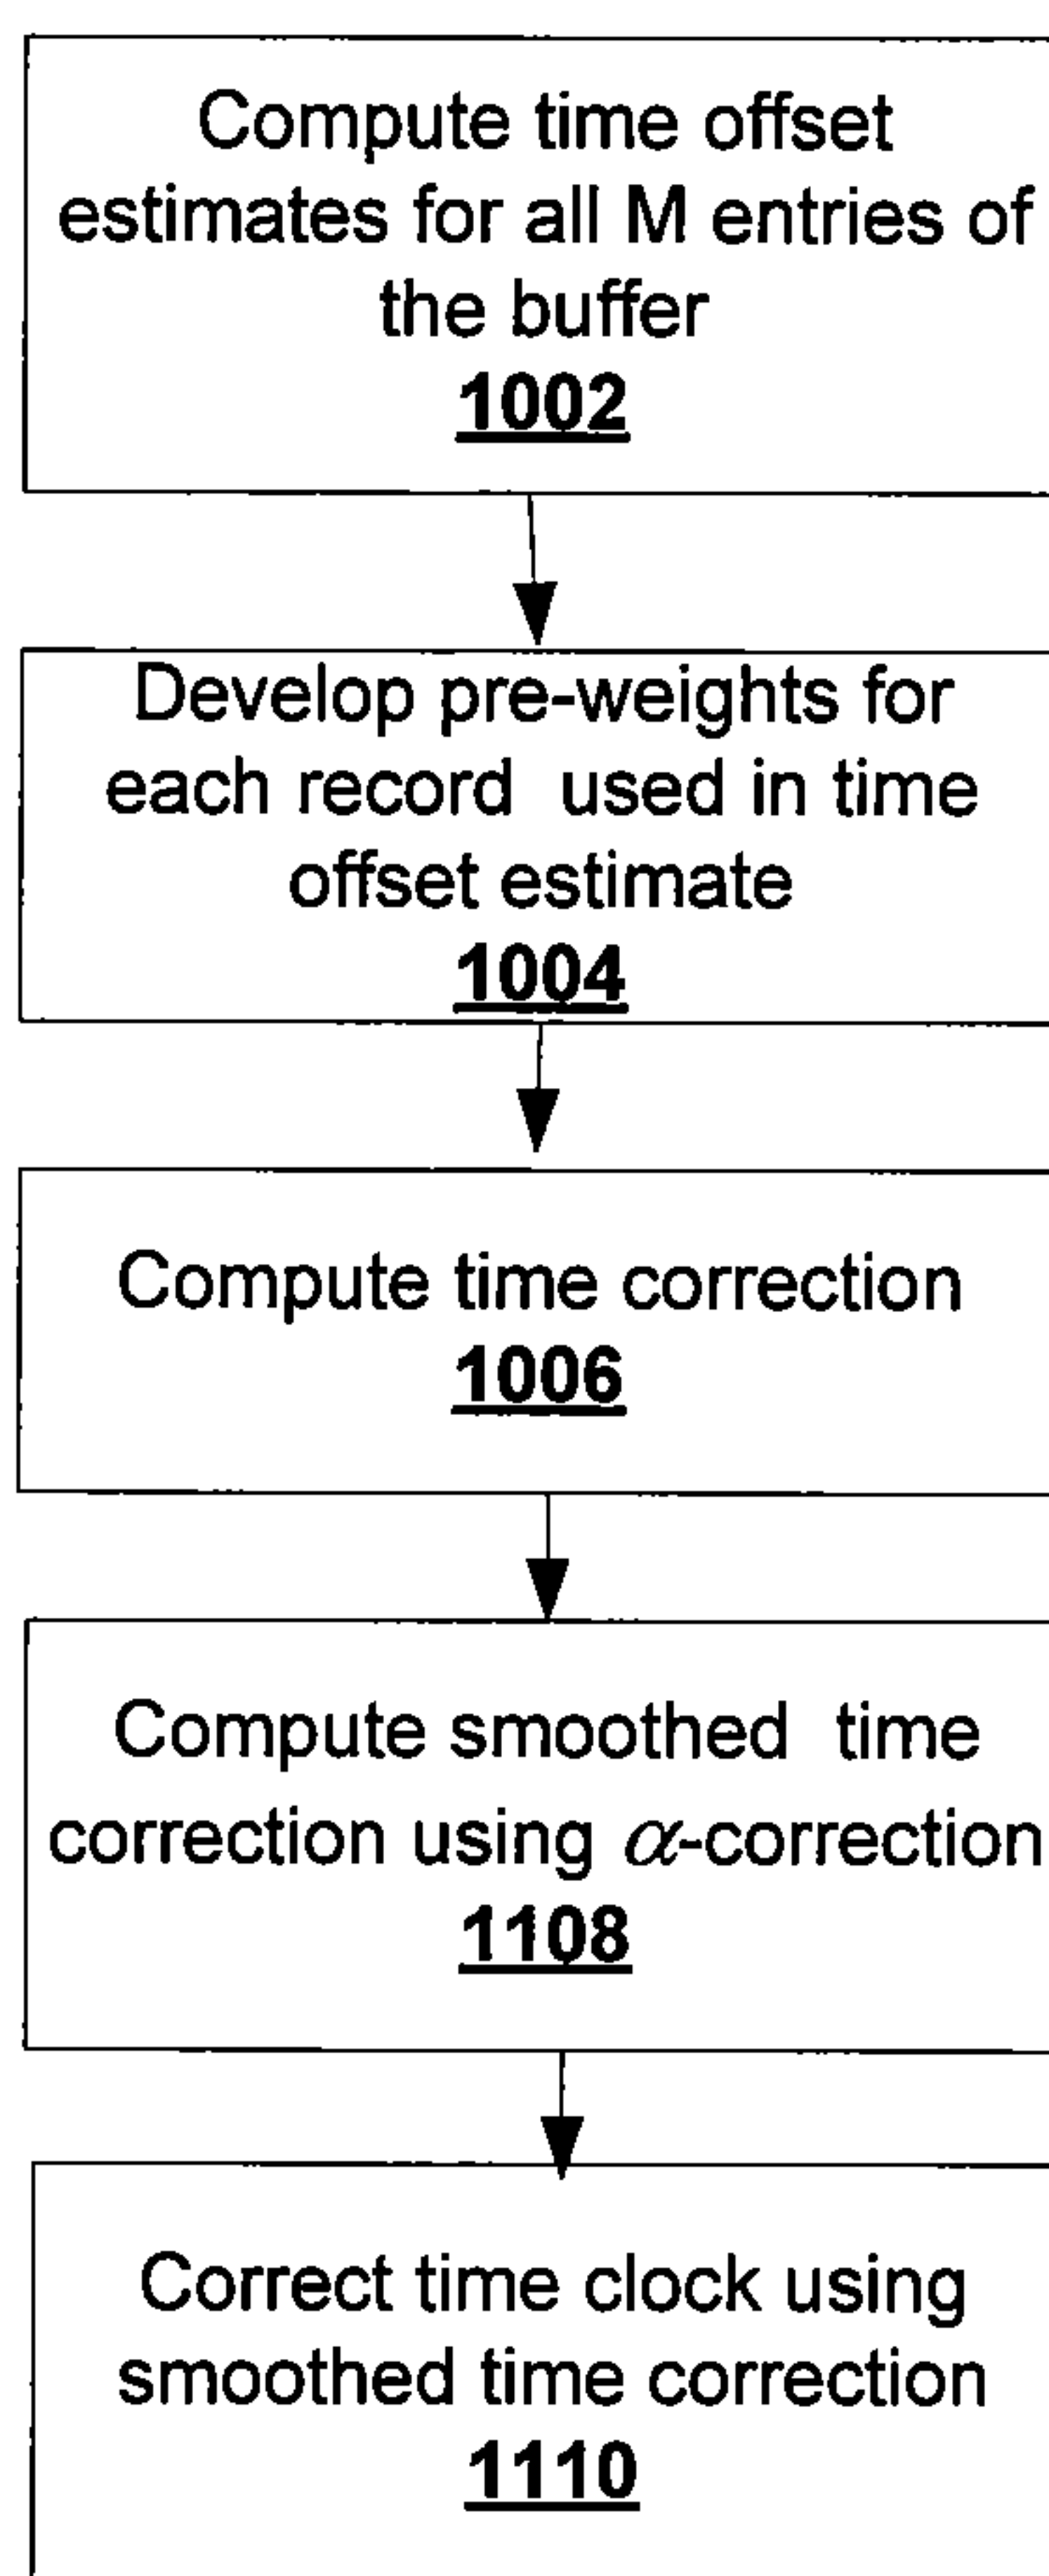 Compute time offset
estimates for all M entries of
the buffer
1002
Develop pre-weights for
each record used in time
offset estimate
1004
Compute time correction
1006
Compute smoothed time
correction using α-correction
1108
Correct time clock using
smoothed time correction
1110